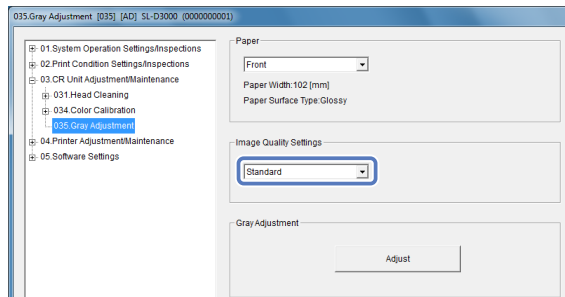 035.Gray Adjustment [035] [AD] SL-D3000 (0000000001)
01.System Operation Settings/Inspections
02.Print Condition Settings/Inspections
03.CR Unit Adjustment/Maintenance
031.Head Cleaning
034.Color Calibration
035.Gray Adjustment
04.Printer Adjustment/Maintenance
05.Software Settings
Paper
Front
Paper Width:102 [mm]
Paper Surface Type:Glossy
Image Quality Settings
Standard
Gray Adjustment
Adjust